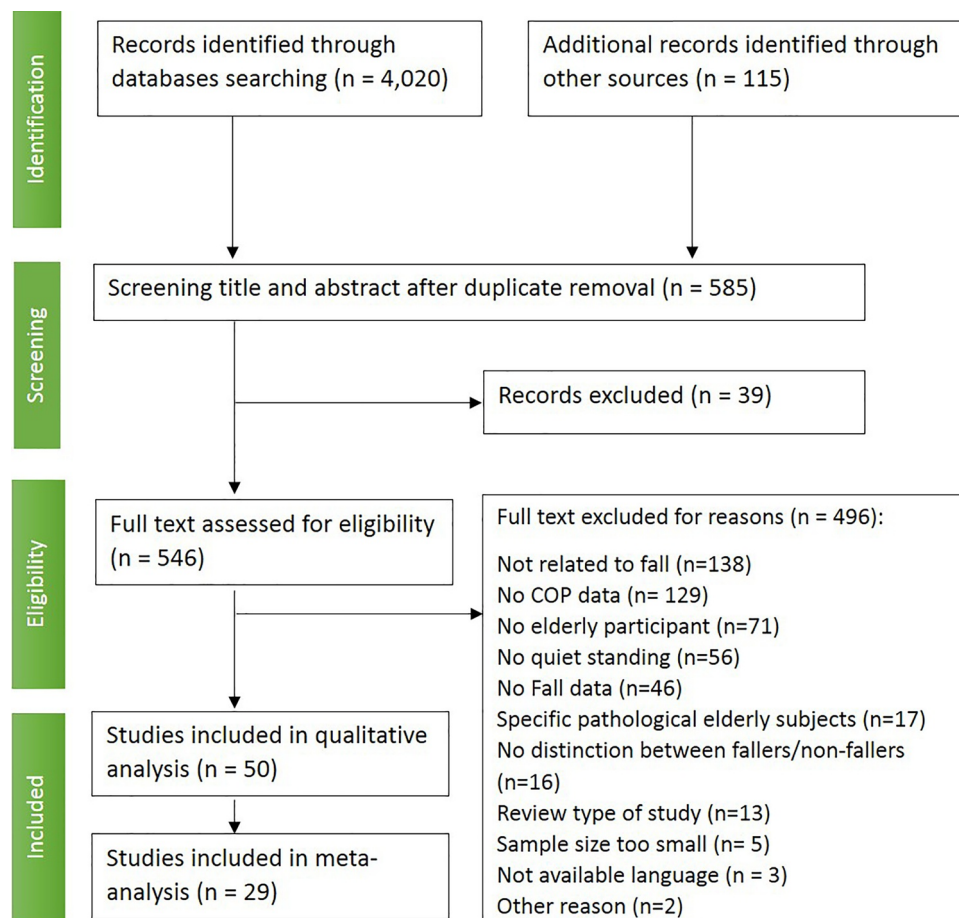 Identification
Records identified through
databases searching (n = 4,020)
Additional records identified through
other sources (n = 115)
Screening
Screening title and abstract after duplicate removal (n = 585)
Records excluded (n = 39)
Eligibility
Full text assessed for eligibility
(n = 546)
Full text excluded for reasons (n = 496):
Not related to fall (n=138)
No COP data (n= 129)
No elderly participant (n=71)
No quiet standing (n=56)
No Fall data (n=46)
Specific pathological elderly subjects (n=17)
No distinction between fallers/non-fallers
(n=16)
Review type of study (n=13)
Sample size too small (n= 5)
Not available language (n = 3)
Other reason (n=2)
Included
Studies included in qualitative
analysis (n = 50)
Studies included in meta-
analysis (n = 29)